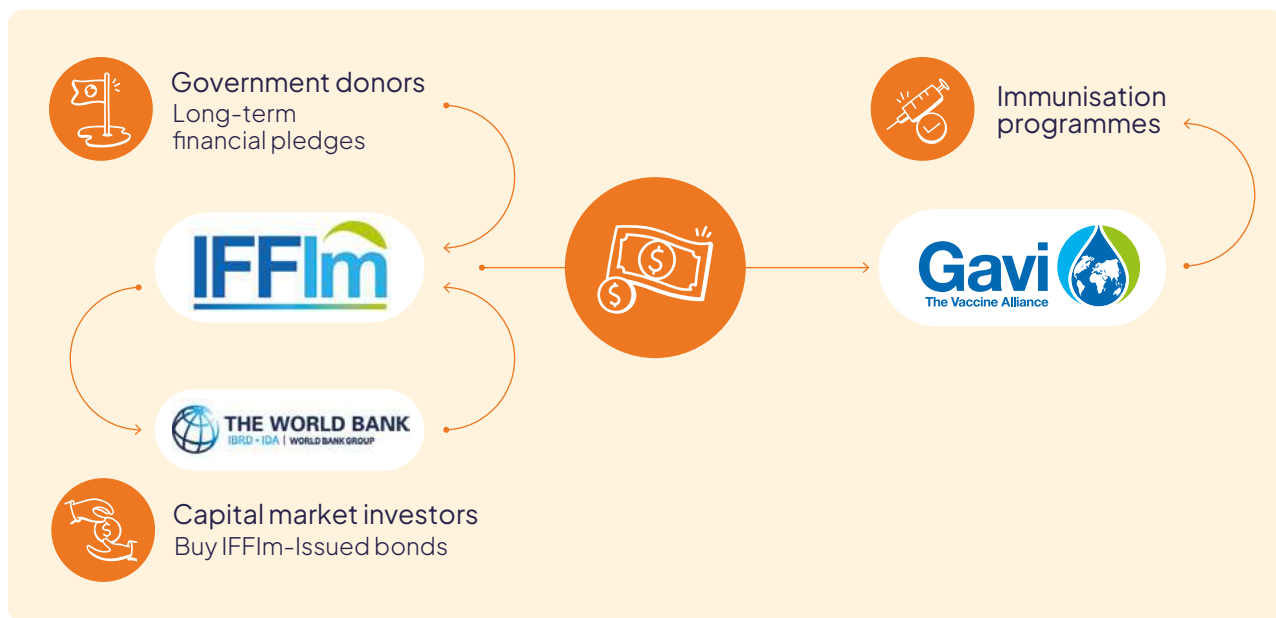 Government donors
Long-term
financial pledges
IFFIm
THE WORLD BANK
IBRD • IDA | WORLD BANK GROUP
Capital market investors
Buy IFFIm-Issued bonds
$
$
$
Immunisation
programmes
Gavi
The Vaccine Alliance